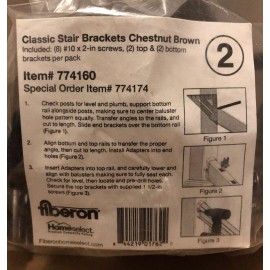 Classic Stair Brackets Chestnut Brown
Included: (8) #10 x 2-in screws, (2) top & (2) bottom
brackets per pack
2
Item# 774160
Special Order Item# 774174
1. Check posts for level and plumb, support bottom
rail alongside posts, making sure to center baluster
hole pattern equally. Transfer angles to the rails, and
cut to length. Slide end brackets over the bottom rail
(Figure 1).
Figure 1
2. Align bottom and top rails to transfer the proper
angle, then cut to length. Install Adapters into end
holes (Figure 2).
Figure 2
3. Insert Adapters into top rail, and carefully lower and
align with balusters making sure to fully seat each.
Check for level, then locate and pre-drill holes.
Secure the top brackets with supplied 1 1/2 in
screws (Figure 3).
Figure 3
fiberon
Homeselect
Fiberonhomeselect.com